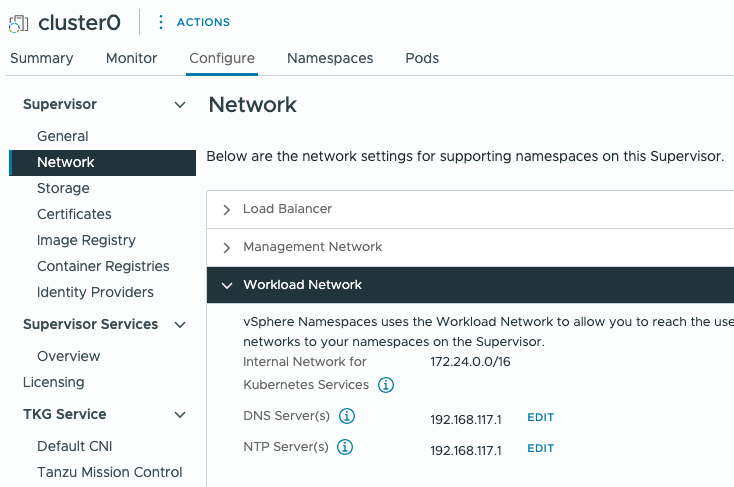 cluster0
ACTIONS
Summary Monitor Configure Namespaces Pods
Supervisor
General
Network
Storage
Certificates
Image Registry
Container Registries
Identity Providers
Supervisor Services
Overview
Licensing
TKG Service
Default CNI
Tanzu Mission Control
Network
Below are the network settings for supporting namespaces on this Supervisor.
Load Balancer
Management Network
Workload Network
vSphere Namespaces uses the Workload Network to allow you to reach the use
networks to your namespaces on the Supervisor.
Internal Network for 172.24.0.0/16
Kubernetes Services
DNS Server(s) 192.168.117.1 EDIT
NTP Server(s) 192.168.117.1 EDIT